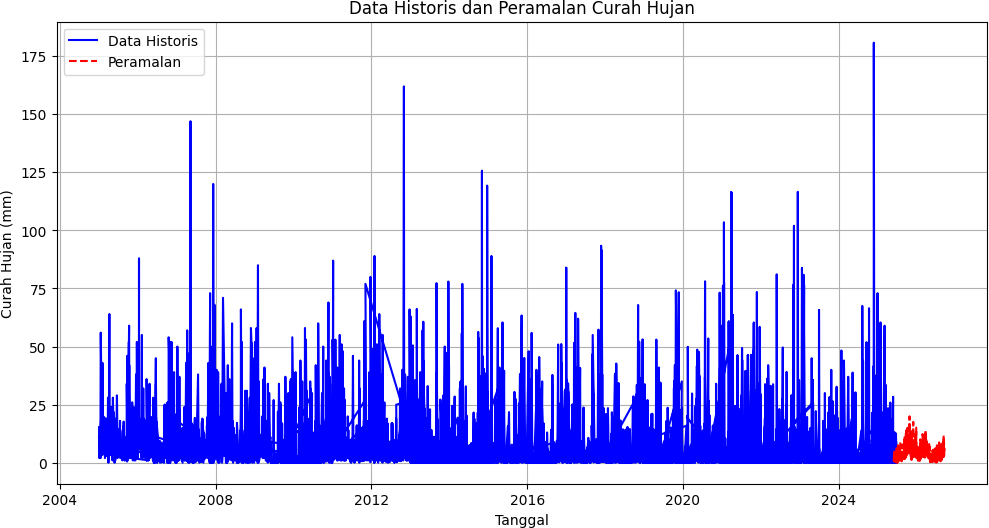 Data Historis dan Peramalan Curah Hujan
Data Historis
Peramalan
175
150
125
100
75
50
25
0
Curah Hujan (mm)
2004
2008
2012
2016
2020
2024
Tanggal